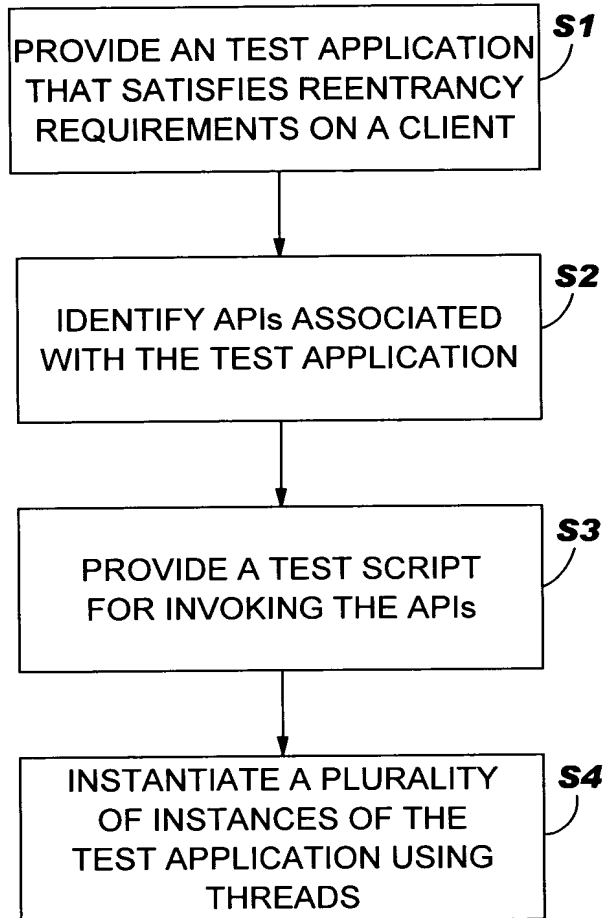 S1
PROVIDE AN TEST APPLICATION
THAT SATISFIES REENTRANCY
REQUIREMENTS ON A CLIENT
S2
IDENTIFY APIs ASSOCIATED
WITH THE TEST APPLICATION
S3
PROVIDE A TEST SCRIPT
FOR INVOKING THE APIs
S4
INSTANTIATE A PLURALITY
OF INSTANCES OF THE
TEST APPLICATION USING
THREADS